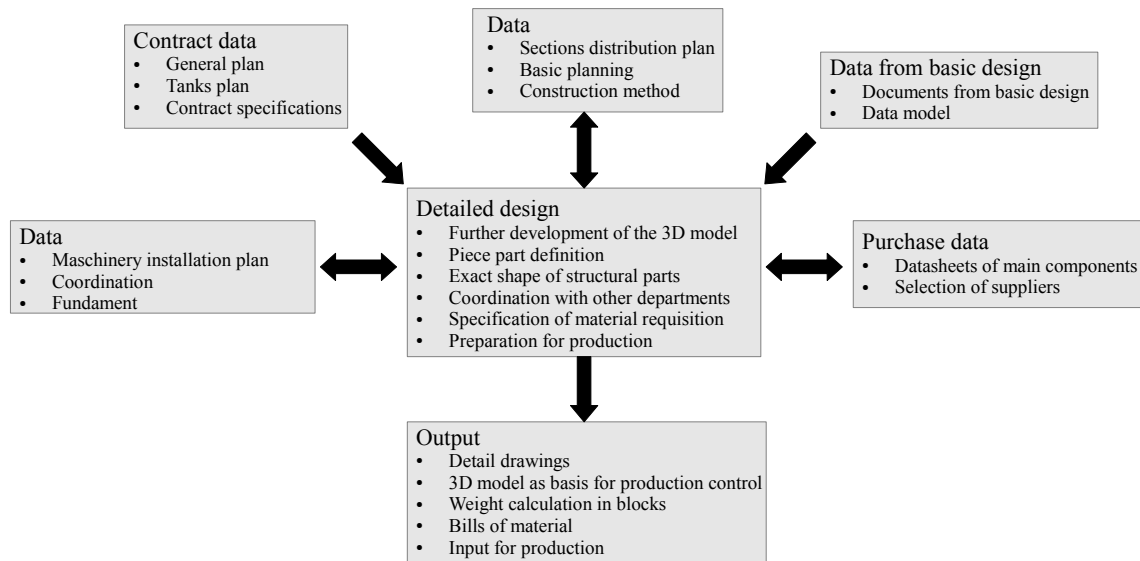 Contract data
• General plan
• Tanks plan
• Contract specifications
Data
• Sections distribution plan
• Basic planning
• Construction method
Data from basic design
• Documents from basic design
• Data model
Data
• Maschinery installation plan
• Coordination
• Fundament
Detailed design
• Further development of the 3D model
• Piece part definition
• Exact shape of structural parts
• Coordination with other departments
• Specification of material requisition
• Preparation for production
Purchase data
• Datasheets of main components
• Selection of suppliers
Output
• Detail drawings
• 3D model as basis for production control
• Weight calculation in blocks
• Bills of material
• Input for production